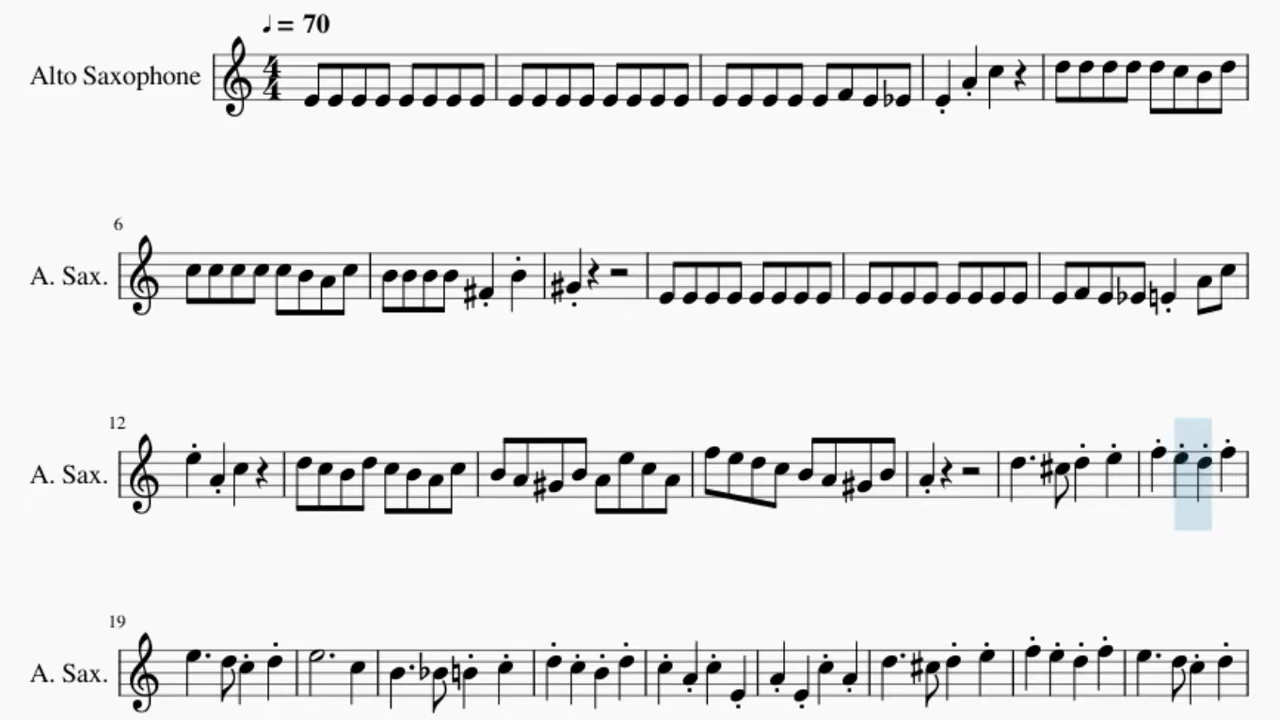 ♩ = 70
Alto Saxophone
4
4
6
A. Sax.
12
A. Sax.
19
A. Sax.